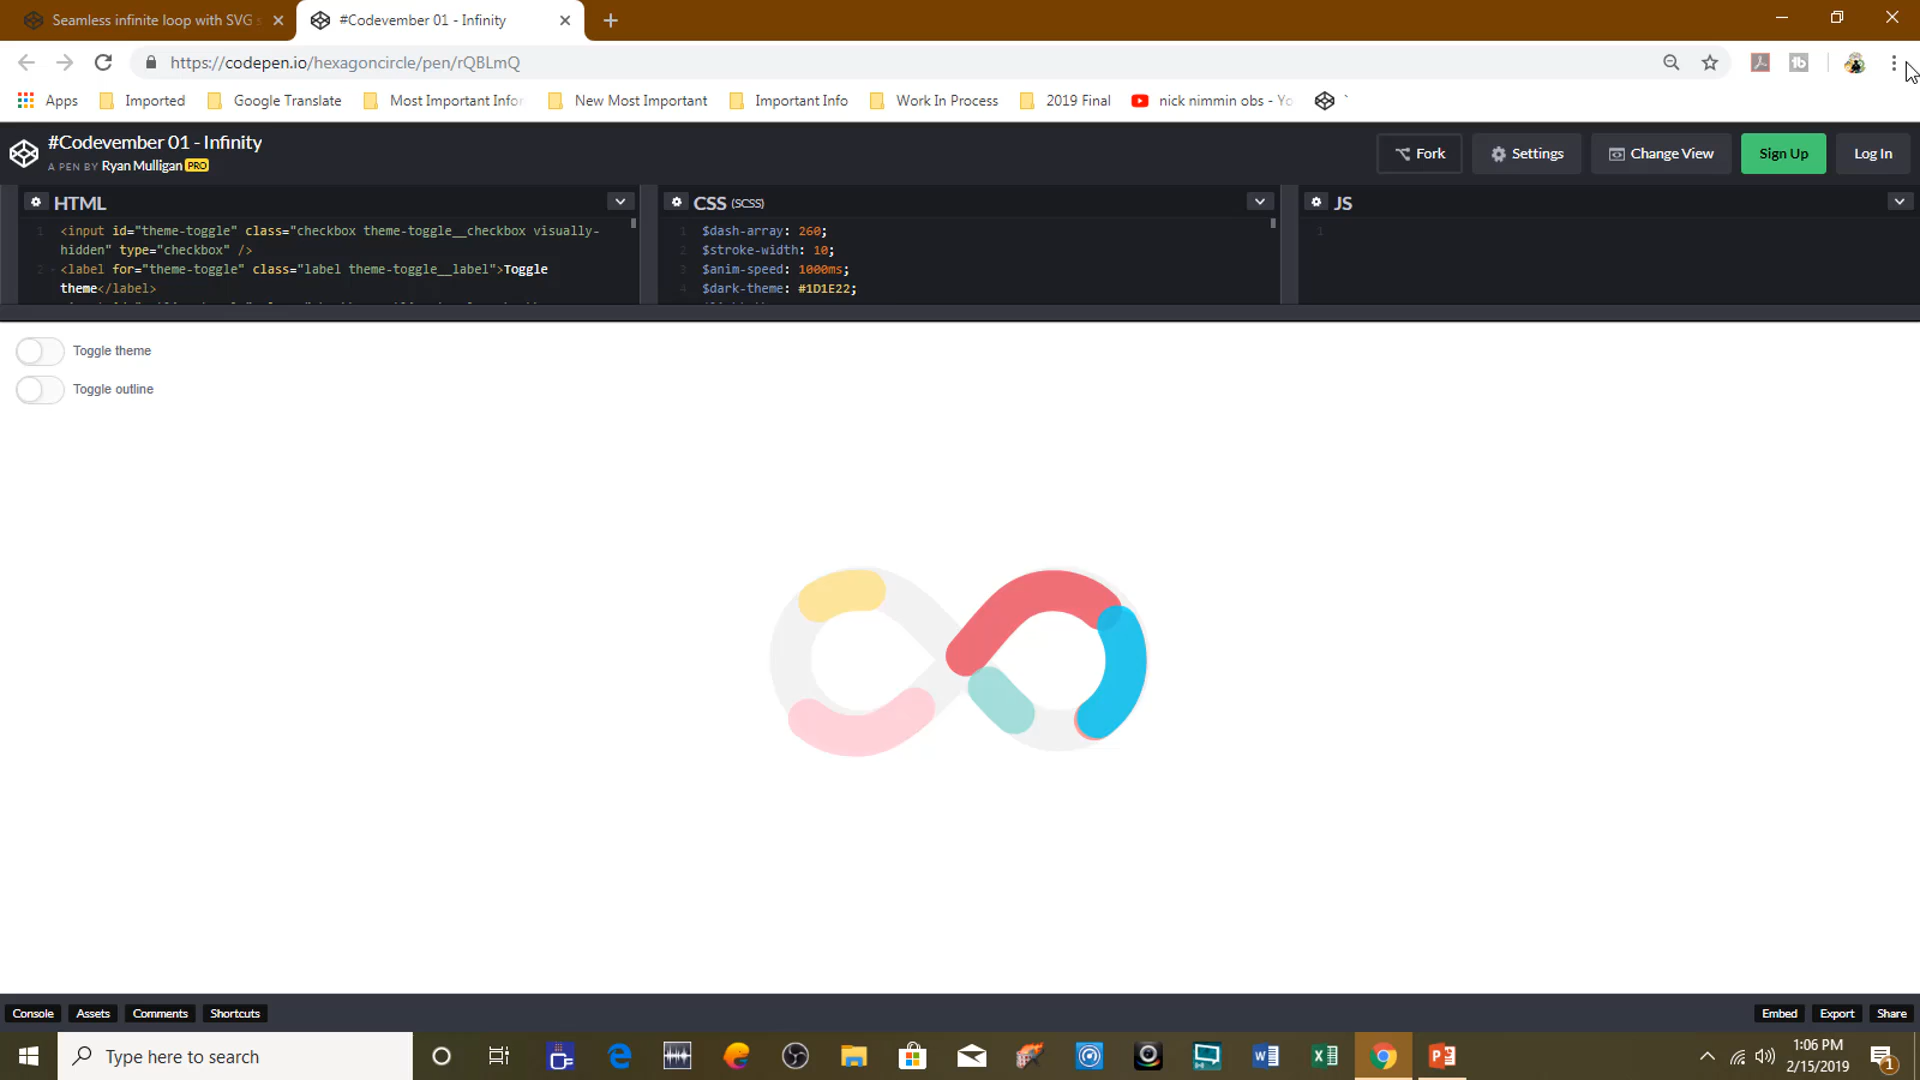 Seamless infinite loop with SVG
#Codevember 01 - Infinity
https://codepen.io/hexagoncircle/pen/rQBLmQ
Apps
Imported
Google Translate
Most Important Infor
New Most Important
Important Info
Work In Process
2019 Final
nick nimmin obs - Yo
`
#Codevember 01 - Infinity
A PEN BY Ryan Mulligan PRO
Fork
Settings
Change View
Sign Up
Log In
HTML
1 <input id="theme-toggle" class="checkbox theme-toggle__checkbox visually-
hidden" type="checkbox" />
2 <label for="theme-toggle" class="label theme-toggle__label">Toggle
theme</label>
CSS (SCSS)
1 $dash-array: 260;
2 $stroke-width: 10;
3 $anim-speed: 1000ms;
4 $dark-theme: #1D1E22;
JS
1
Toggle theme
Toggle outline
Console
Assets
Comments
Shortcuts
Embed
Export
Share
Type here to search
1:06 PM
2/15/2019
1